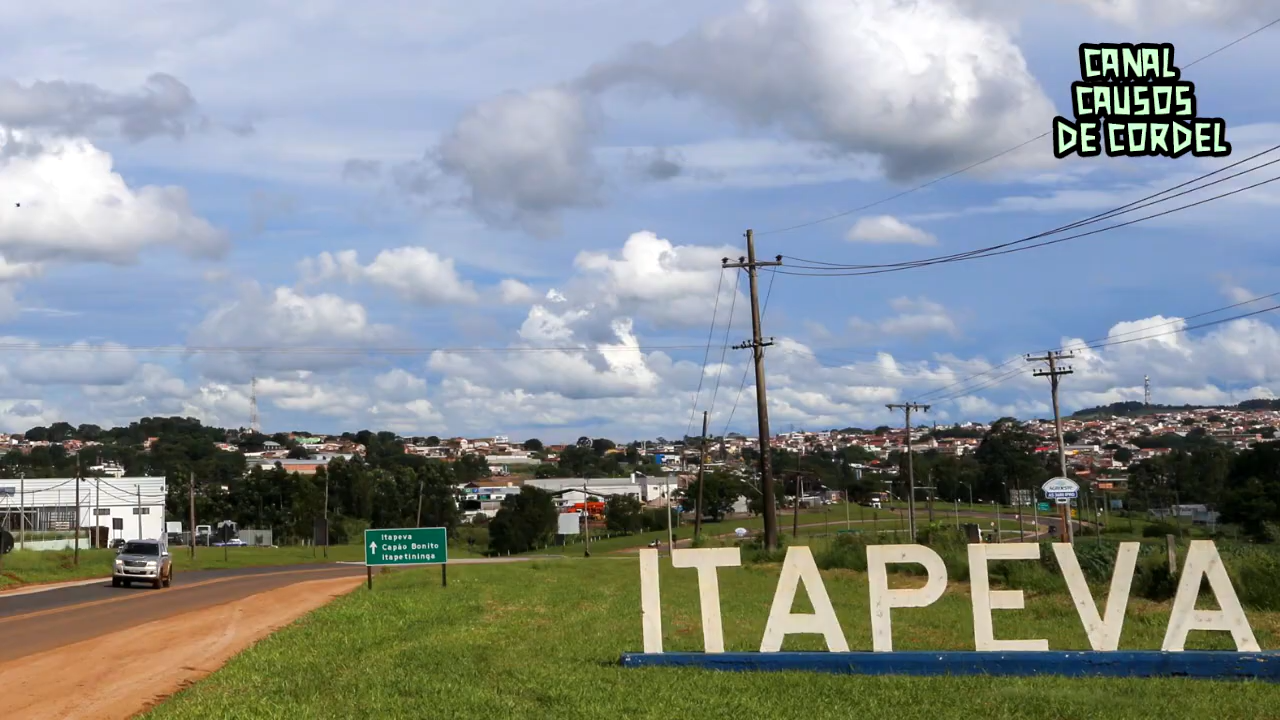 CANAL
CAUSOS
DE CORDEL
Itapeva
Capão Bonito
Itapetininga
ITAPEVA